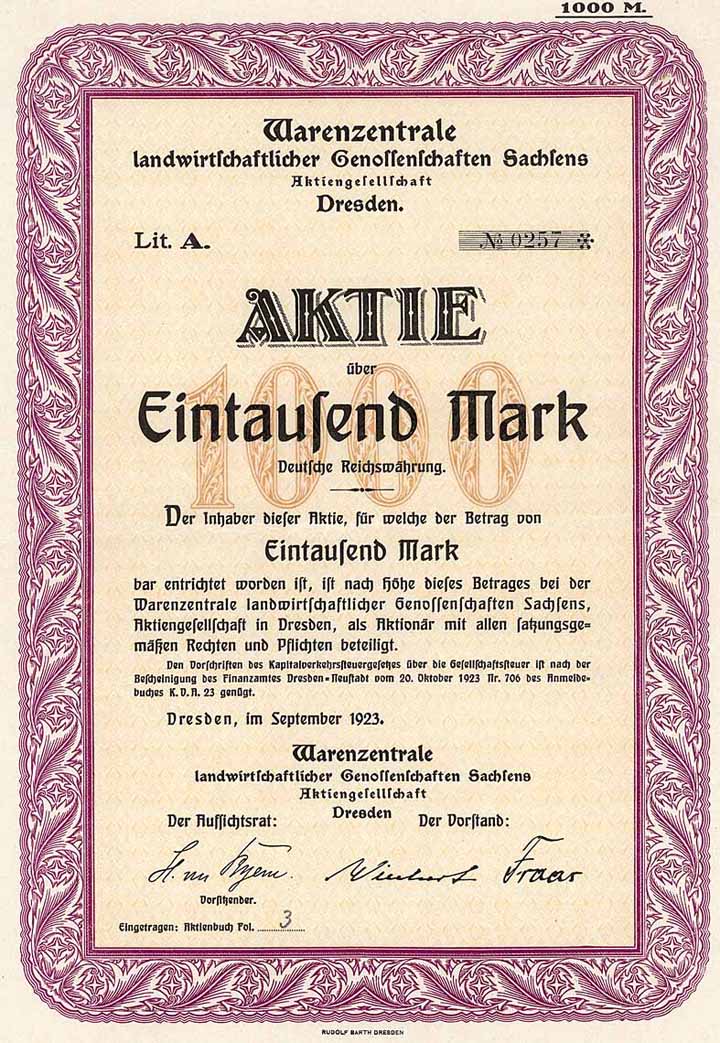 1000 M.
Warenzentrale
landwirtschaftlicher Genossenschaften Sachsens
Aktiengesellschaft
Dresden.
Lit. A.
№ 0257 *
AKTIE
1000
über
Eintausend Mark
Deutsche Reichswährung.
Der Inhaber dieser Aktie, für welche der Betrag von
Eintausend Mark
bar entrichtet worden ist, ist nach Höhe dieses Betrages bei der
Warenzentrale landwirtschaftlicher Genossenschaften Sachsens,
Aktiengesellschaft in Dresden, als Aktionär mit allen satzungsge=
mäßen Rechten und Pflichten beteiligt.
Den Vorschriften des Kapitalverkehrssteuergesetzes über die Gesellschaftsteuer ist nach der
Bescheinigung des Finanzamtes Dresden=Neustadt vom 20. Oktober 1923 Nr. 706 des Anmelde=
buches K. V. A. 23 genügt.
Dresden, im September 1923.
Warenzentrale
landwirtschaftlicher Genossenschaften Sachsens
Aktiengesellschaft
Dresden
Der Aufsichtsrat:
Der Vorstand:
Fraas
Vorsitzender.
Eingetragen: Aktienbuch Fol. 3
RUDOLF BARTH DRESDEN